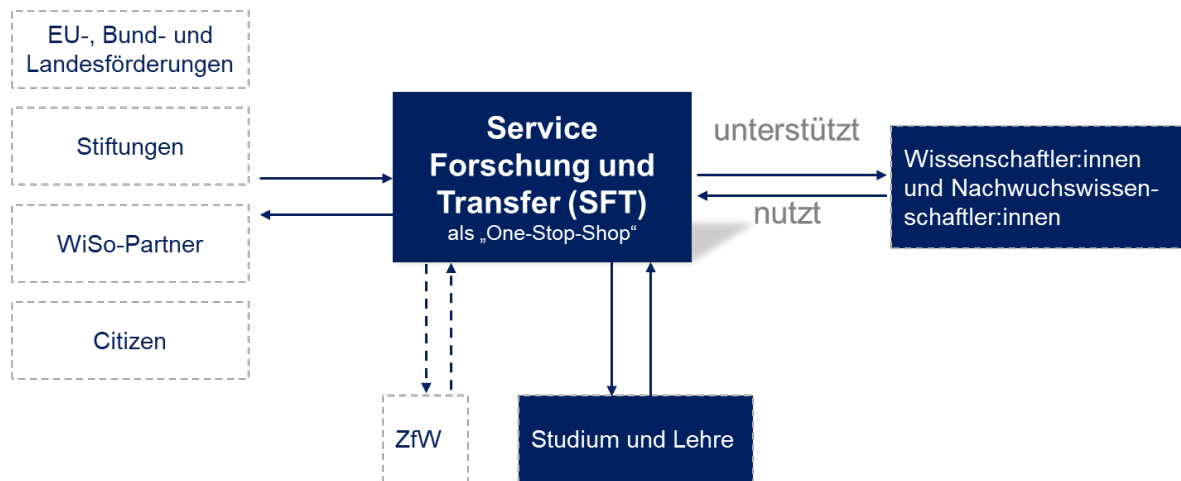 EU-, Bund- und
Landesförderungen
Stiftungen
WiSo-Partner
Citizen
Service
Forschung und
Transfer (SFT)
als „One-Stop-Shop“
unterstützt
nutzt
Wissenschaftler:innen
und Nachwuchswissen-
schaftler:innen
ZfW
Studium und Lehre